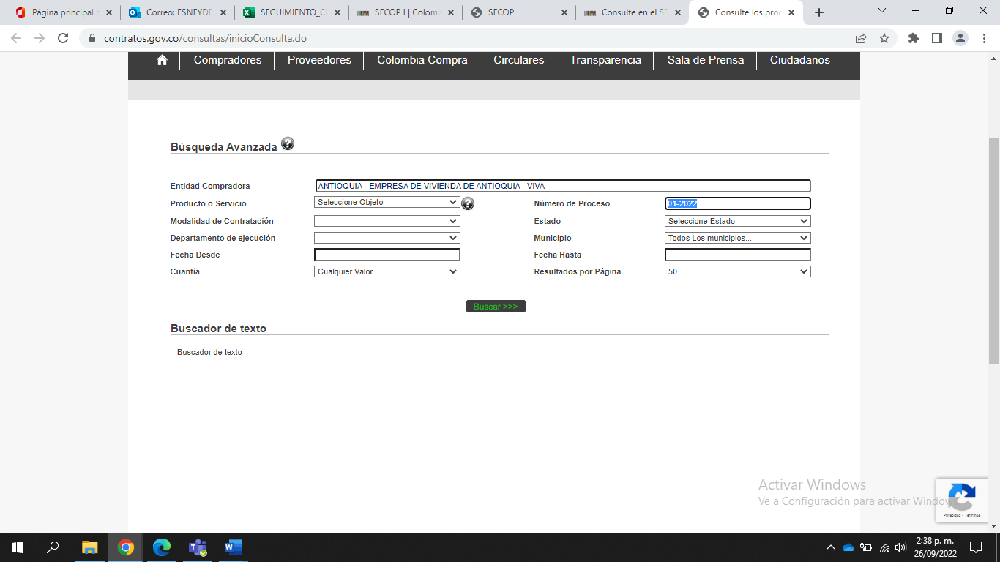 Página principal
Correo: ESNEYDE
SEGUIMIENTO_C
SECOP I | Colomb
SECOP
Consulte en el SE
Consulte los proc
contratos.gov.co/consultas/inicioConsulta.do
Compradores Proveedores Colombia Compra Circulares Transparencia Sala de Prensa Ciudadanos
Búsqueda Avanzada ?
Entidad Compradora ANTIOQUIA - EMPRESA DE VIVIENDA DE ANTIOQUIA - VIVA
Producto o Servicio Seleccione Objeto ? Número de Proceso 01-2022
Modalidad de Contratación --------- Estado Seleccione Estado
Departamento de ejecución --------- Municipio Todos Los municipios...
Fecha Desde Fecha Hasta
Cuantía Cualquier Valor... Resultados por Página 50
Buscar >>>
Buscador de texto
Buscador de texto
Activar Windows
Ve a Configuración para activar Windo
Privacidad - Términos
2:38 p. m.
26/09/2022